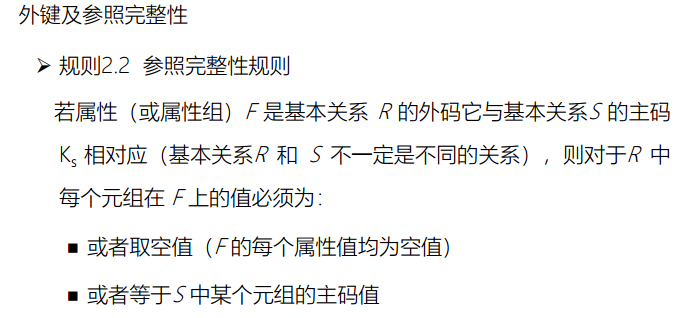 外键及参照完整性
➢ 规则2.2 参照完整性规则
若属性（或属性组）F 是基本关系 R 的外码它与基本关系S 的主码
Ks 相对应（基本关系R 和 S 不一定是不同的关系），则对于R 中
每个元组在 F 上的值必须为：
■ 或者取空值（F 的每个属性值均为空值）
■ 或者等于S 中某个元组的主码值